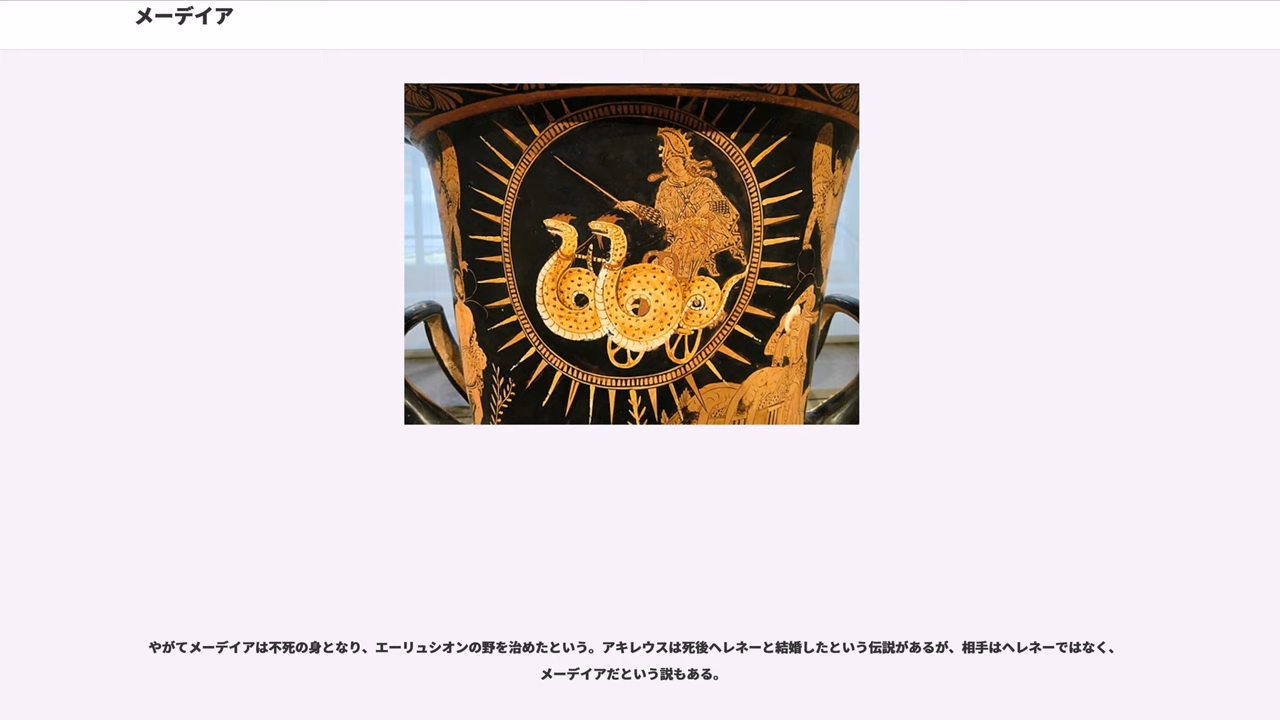 メーデイア
やがてメーデイアは不死の身となり、エーリュシオンの野を治めたという。アキレウスは死後ヘレネーと結婚したという伝説があるが、相手はヘレネーではなく、
メーデイアだという説もある。